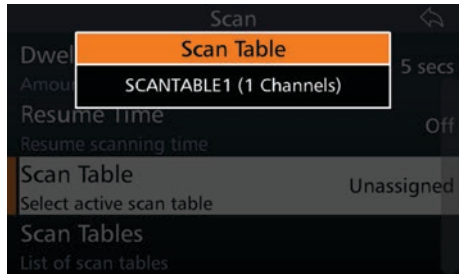 Scan
Scan Table
SCANTABLE1 (1 Channels)
Dwel
5 secs
Amou
Resume Time
Off
Resume scanning time
Scan Table
Unassigned
Select active scan table
Scan Tables
List of scan tables